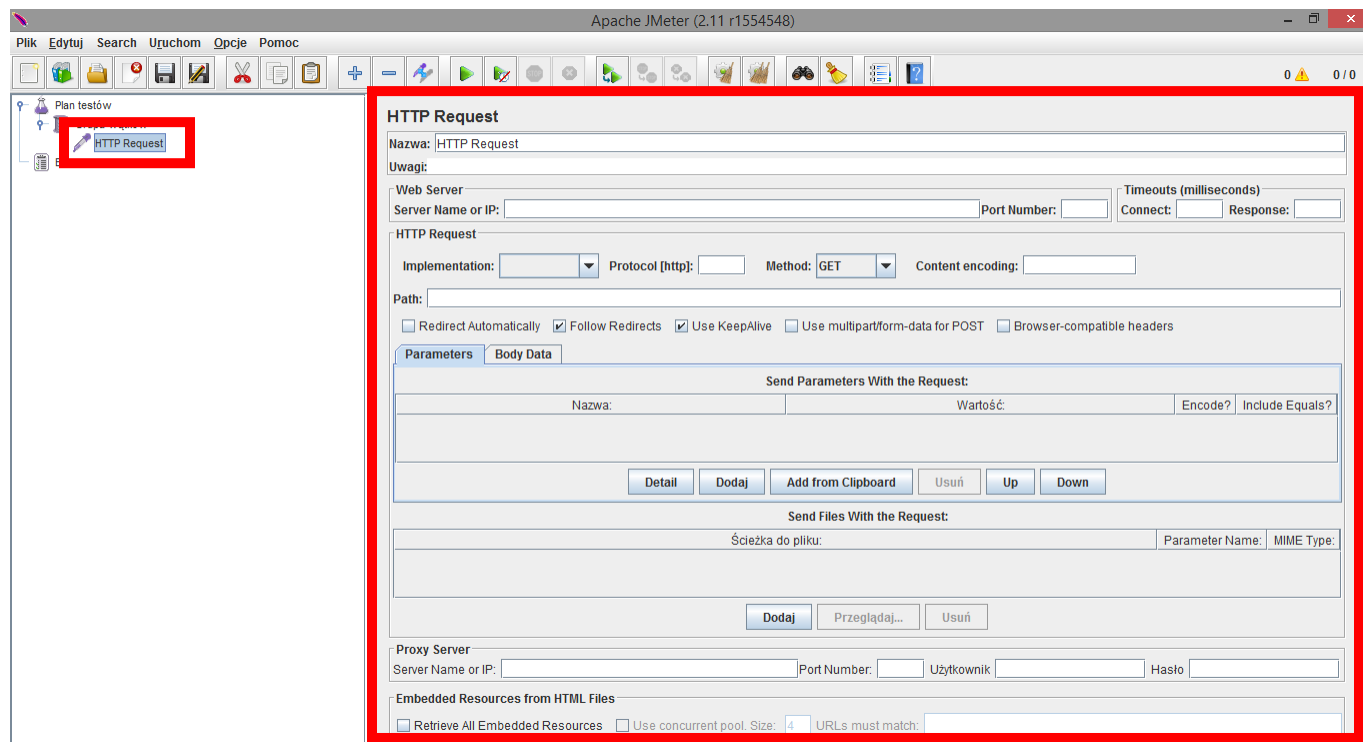 Apache JMeter (2.11 r1554548)
Plik Edytuj Search Uruchom Opcje Pomoc
0 0 / 0
Plan testów
HTTP Request
HTTP Request
Nazwa: HTTP Request
Uwagi:
Web Server
Server Name or IP: Port Number:
Timeouts (milliseconds)
Connect: Response:
HTTP Request
Implementation: Protocol [http]: Method: GET Content encoding:
Path:
Redirect Automatically Follow Redirects Use KeepAlive Use multipart/form-data for POST Browser-compatible headers
Parameters Body Data
Send Parameters With the Request:
Nazwa: Wartość: Encode? Include Equals?
Detail Dodaj Add from Clipboard Usuń Up Down
Send Files With the Request:
Ścieżka do pliku: Parameter Name: MIME Type:
Dodaj Przeglądaj... Usuń
Proxy Server
Server Name or IP: Port Number: Użytkownik Hasło
Embedded Resources from HTML Files
Retrieve All Embedded Resources Use concurrent pool. Size: 4 URLs must match: